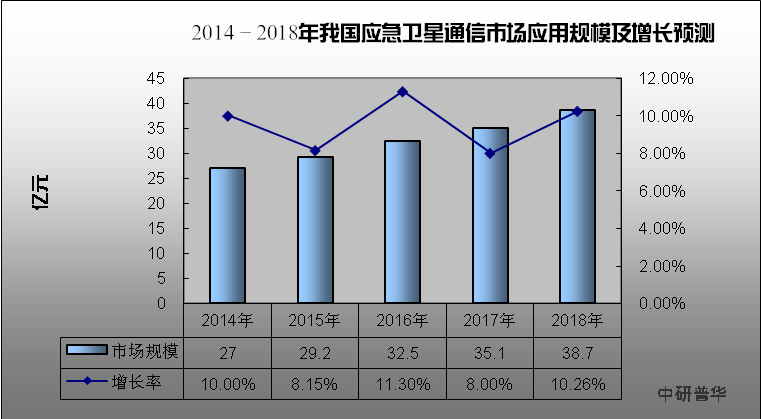 2014－2018年我国应急卫星通信市场应用规模及增长预测
45 12.00%
40 10.00%
35 8.00%
30
25 6.00%
20
15 4.00%
10 2.00%
5
0 0.00%
亿元
2014年 2015年 2016年 2017年 2018年
市场规模 27 29.2 32.5 35.1 38.7
增长率 10.00% 8.15% 11.30% 8.00% 10.26%
中研普华